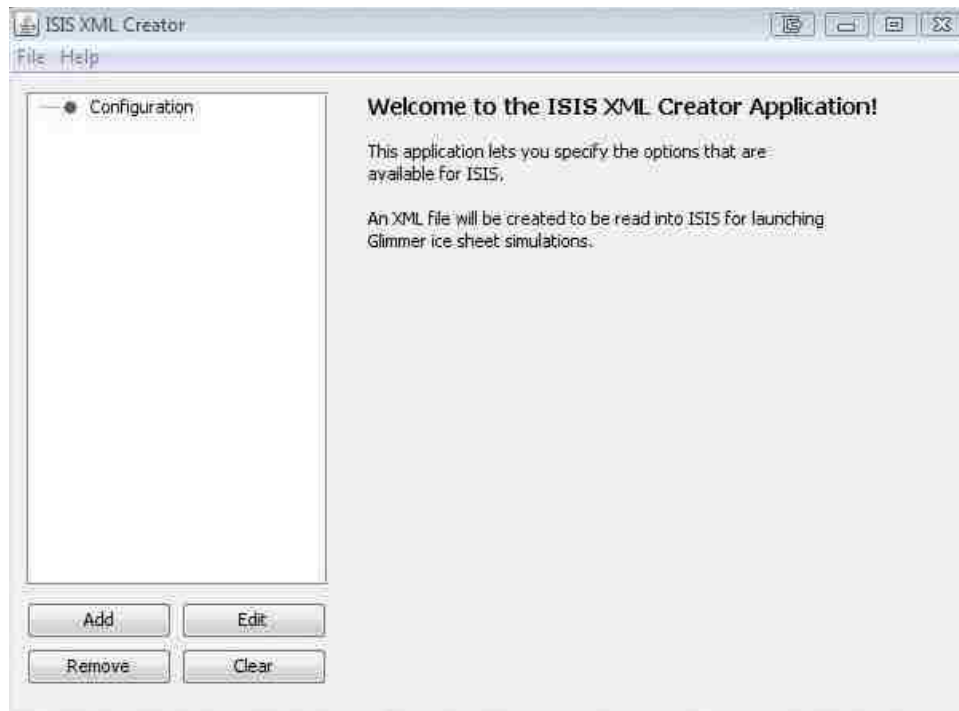 ISIS XML Creator
File Help
Configuration
Welcome to the ISIS XML Creator Application!
This application lets you specify the options that are
available for ISIS.
An XML file will be created to be read into ISIS for launching
Glimmer ice sheet simulations.
Add Edit
Remove Clear